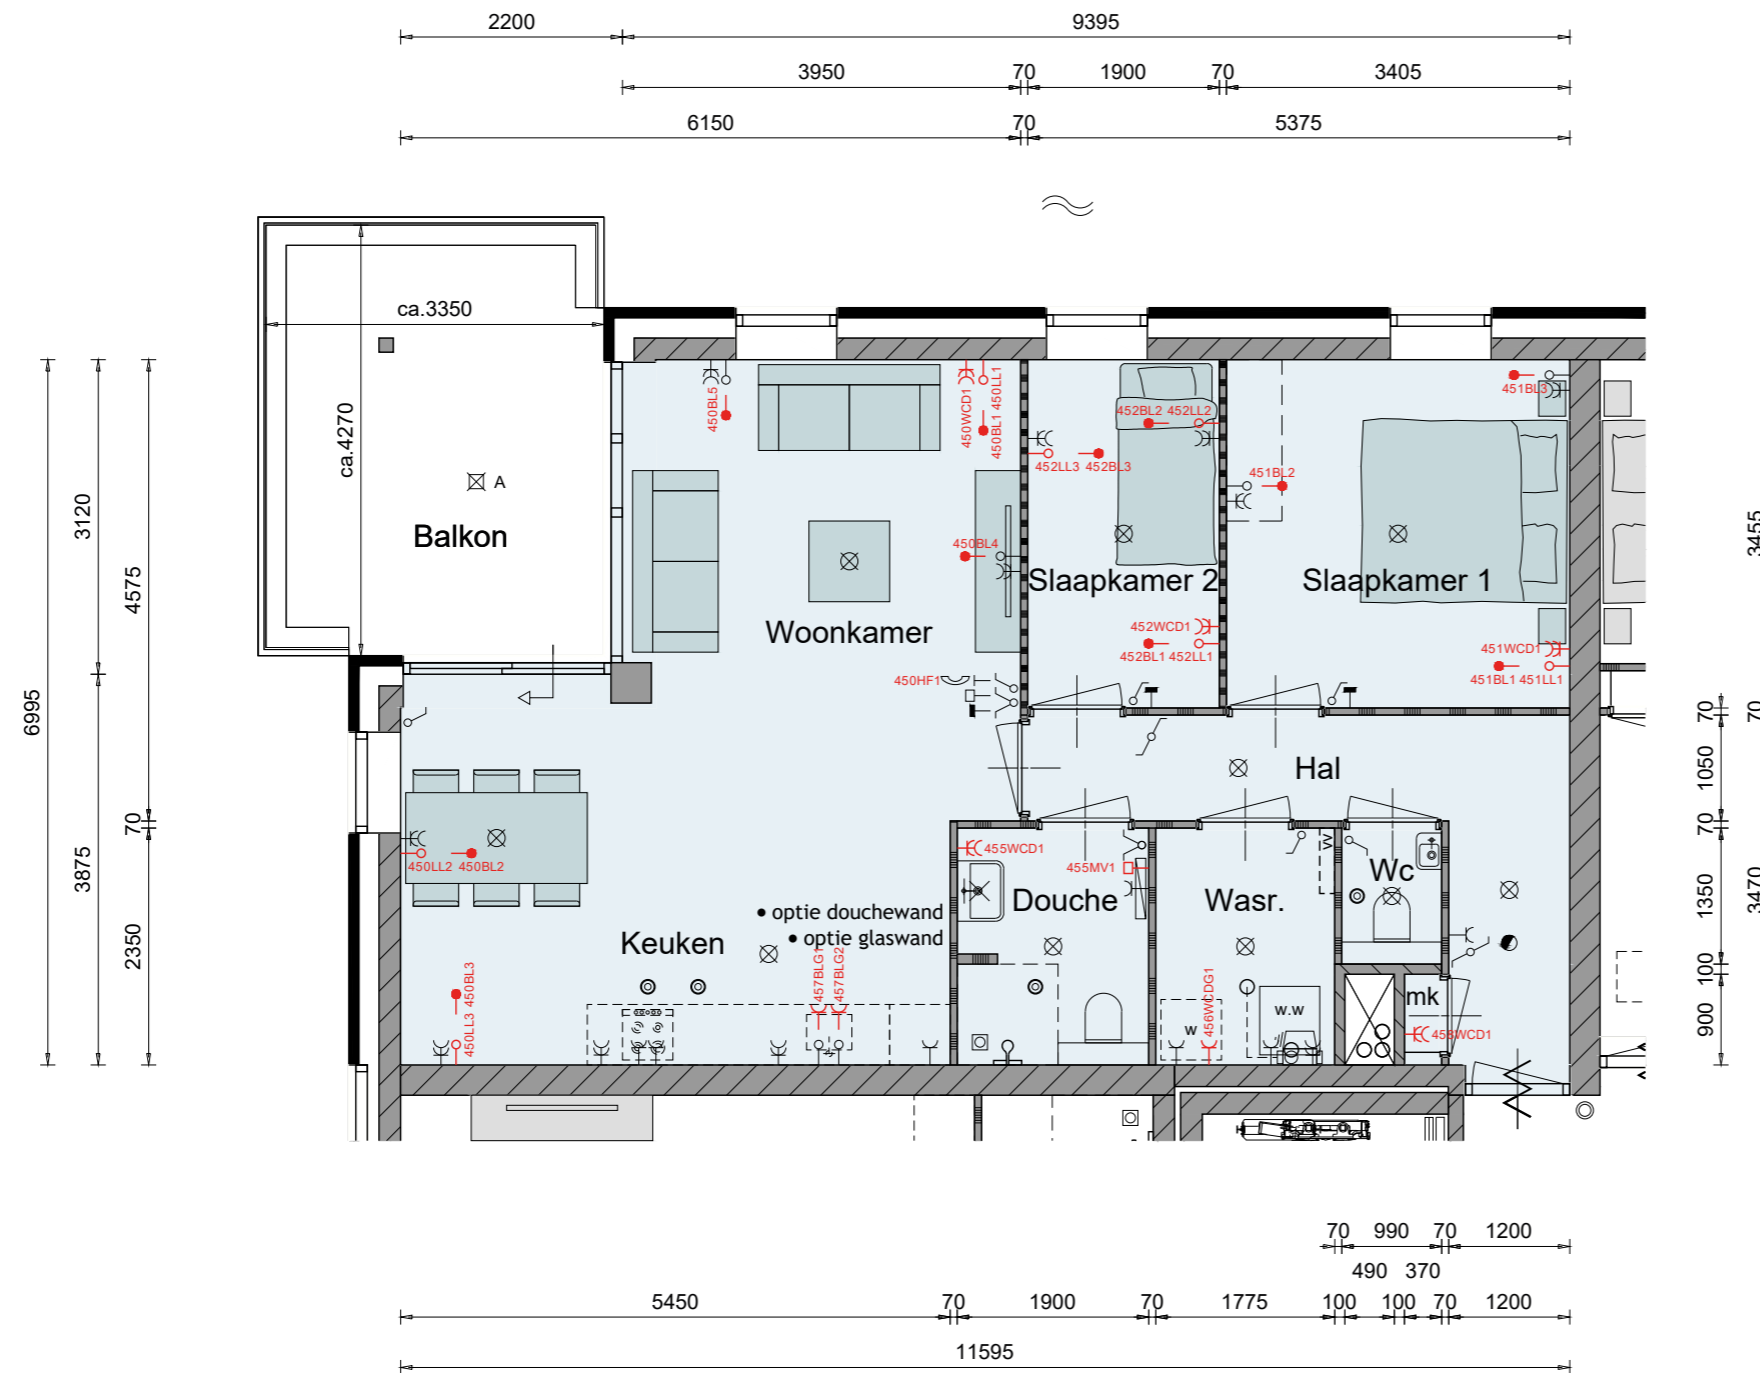 2200 9395
3950 70 1900 70 3405
6150 70 5375
ca.3350
ca.4270
A
Balkon
Woonkamer
Slaapkamer 2
Slaapkamer 1
450BL5
450WCD1
450BL1 450LL1
452BL2 452LL2
452LL3 452BL3
451BL3
451BL2
450BL4
452WCD1
452BL1 452LL1
451WCD1
451BL1 451LL1
450HF1
Hal
450LL2 450BL2
455WCD1
455MV1
Wc
Douche
Wasr.
• optie douchewand
• optie glaswand
Keuken
450LL3 450BL3
457BLG1
457BLG2
456WCDG1
w
w.w
mk
458WCD1
6995
3120
3875
4575
70
2350
3455
70
3470
70
1050
70
1350
100
900
70 990 70 1200
490 370
5450 70 1900 70 1775 100 100 70 1200
11595